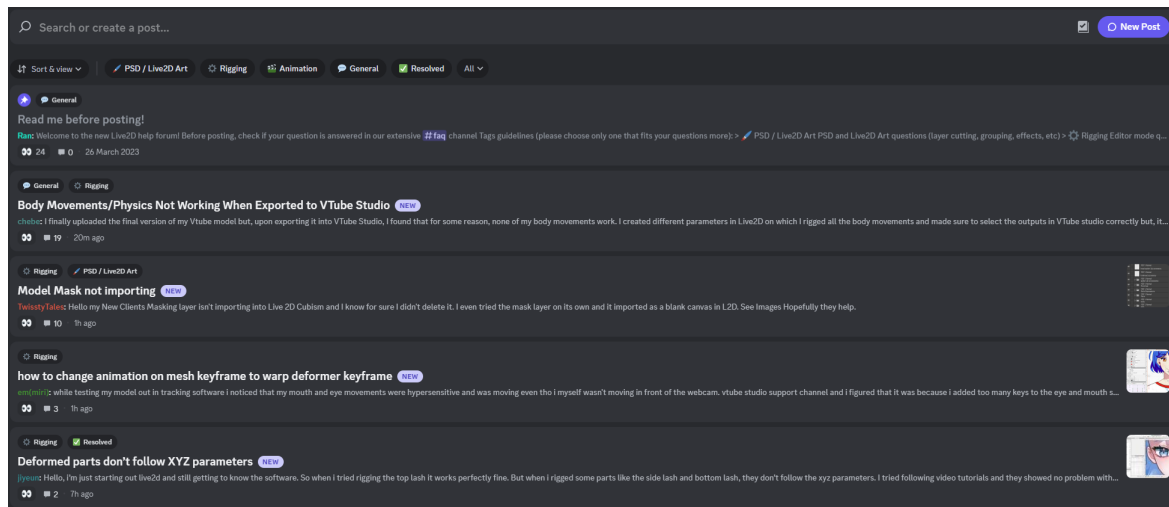 Search or create a post...
New Post
Sort & view
PSD / Live2D Art
Rigging
Animation
General
Resolved
All
General
Read me before posting!
Ran: Welcome to the new Live2D help forum! Before posting, check if your question is answered in our extensive # faq channel Tags guidelines (please choose only one that fits your questions more): > PSD / Live2D Art PSD and Live2D Art questions (layer cutting, grouping, effects, etc) > Rigging Editor mode q...
24 0 26 March 2023
General Rigging
Body Movements/Physics Not Working When Exported to VTube Studio NEW
chebe: I finally uploaded the final version of my Vtube model but, upon exporting it into VTube Studio, I found that for some reason, none of my body movements work. I created different parameters in Live2D on which I rigged all the body movements and made sure to select the outputs in VTube studio correctly but, it...
19 20m ago
Rigging PSD / Live2D Art
Model Mask not importing NEW
TwisstyTales: Hello my New Clients Masking layer isn't importing into Live 2D Cubism and I know for sure I didn't delete it. I even tried the mask layer on its own and it imported as a blank canvas in L2D. See Images Hopefully they help.
10 1h ago
Rigging
how to change animation on mesh keyframe to warp deformer keyframe NEW
em(miri): while testing my model out in tracking software i noticed that my mouth and eye movements were hypersensitive and was moving even tho i myself wasn't moving in front of the webcam. vtube studio support channel and i figured that it was because i added too many keys to the eye and mouth s...
3 1h ago
Rigging Resolved
Deformed parts don't follow XYZ parameters NEW
jiyeun: Hello, i'm just starting out live2d and still getting to know the software. So when i tried rigging the top lash it works perfectly fine. But when i rigged some parts like the side lash and bottom lash, they don't follow the xyz parameters. I tried following video tutorials and they showed no problem with...
2 7h ago